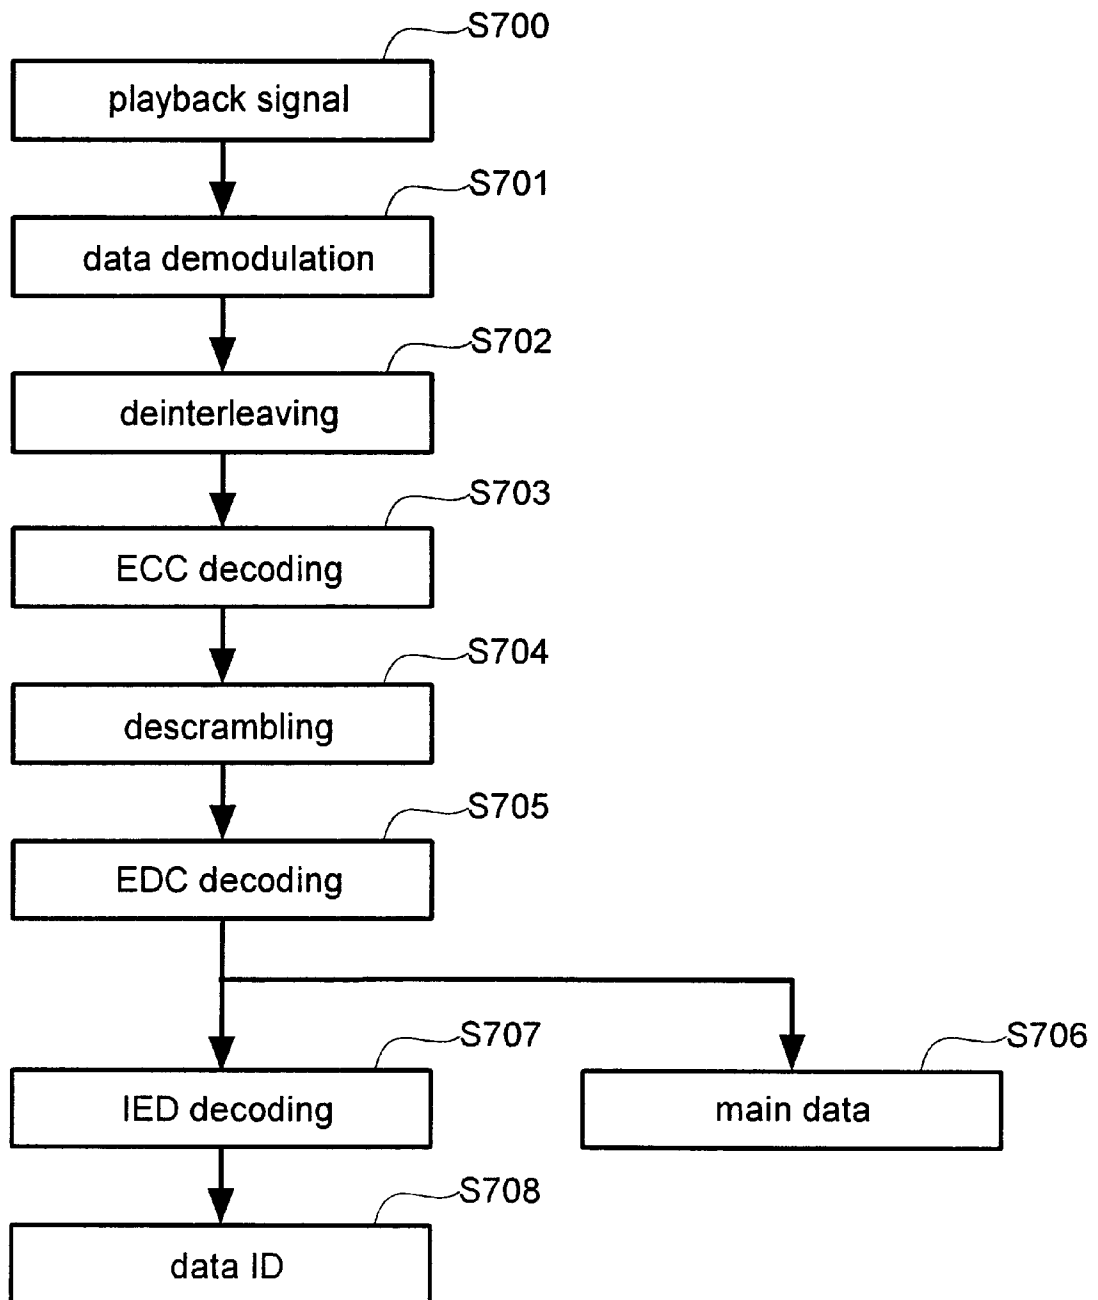 S700
playback signal
S701
data demodulation
S702
deinterleaving
S703
ECC decoding
S704
descrambling
S705
EDC decoding
S707
IED decoding
S706
main data
S708
data ID